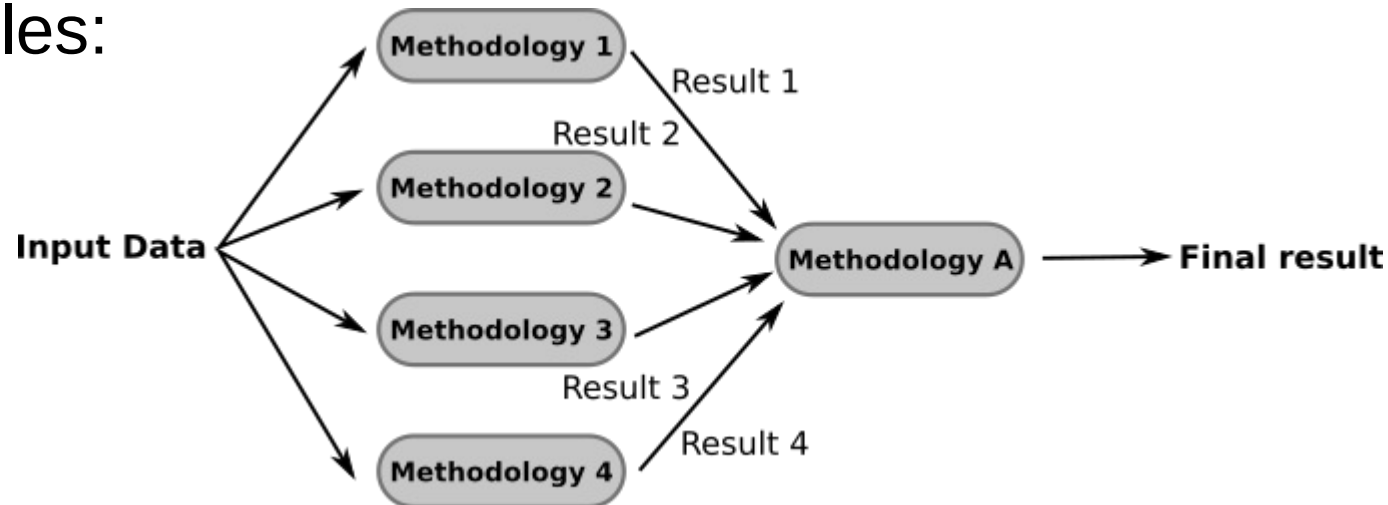 les:
Methodology 1
Result 1
Result 2
Methodology 2
Input Data
Methodology A
Final result
Methodology 3
Result 3
Result 4
Methodology 4